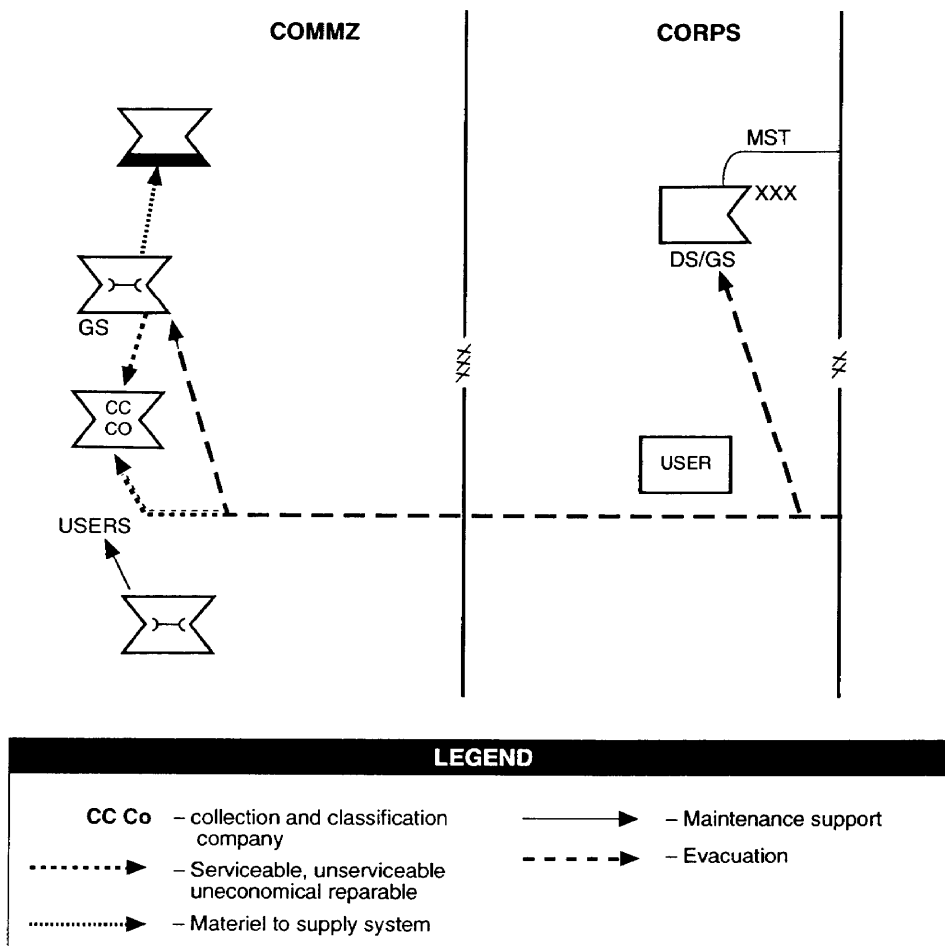 COMMZ
CORPS
MST
XXX
DS/GS
GS
XXX
XX
CC
CO
USER
USERS
LEGEND
CC Co – collection and classification
company
– Serviceable, unserviceable
uneconomical reparable
– Materiel to supply system
– Maintenance support
– Evacuation